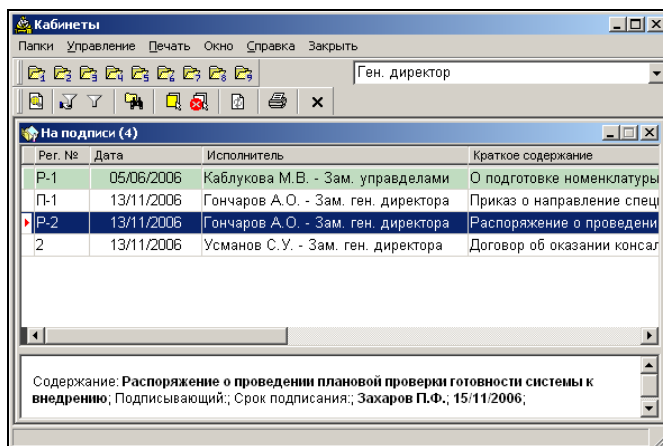 Кабинеты
Папки Управление Печать Окно Справка Закрыть
Ген. директор
На подписи (4)
Рег. № Дата Исполнитель Краткое содержание
Р-1 05/06/2006 Каблукова М.В. - Зам. управделами О подготовке номенклатуры
П-1 13/11/2006 Гончаров А.О. - Зам. ген. директора Приказ о направление спец
Р-2 13/11/2006 Гончаров А.О. - Зам. ген. директора Распоряжение о проведени
2 13/11/2006 Усманов С.У. - Зам. ген. директора Договор об оказании консал
Содержание: Распоряжение о проведении плановой проверки готовности системы к
внедрению; Подписывающий:; Срок подписания:; Захаров П.Ф.; 15/11/2006;